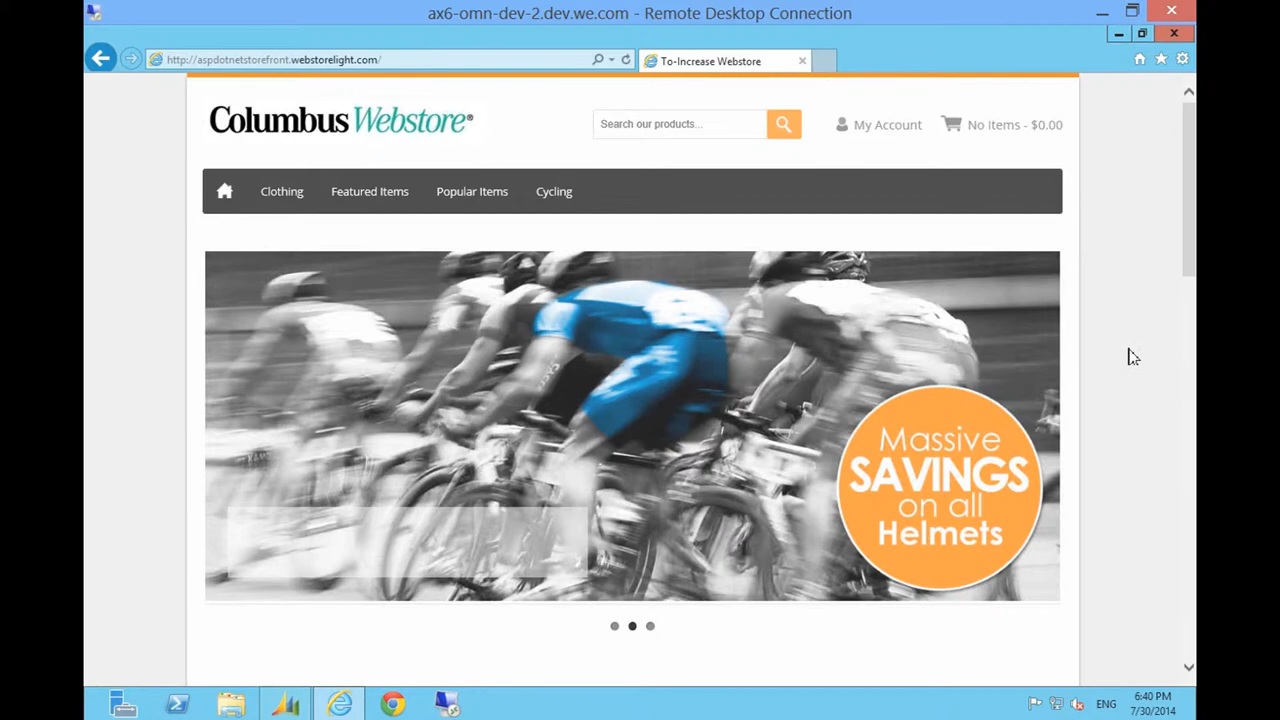 ax6-omn-dev-2.dev.we.com - Remote Desktop Connection
http://aspdotnetstorefront.webstorelight.com/
To-Increase Webstore
Columbus Webstore®
Search our products...
My Account
No items - $0.00
Clothing
Featured Items
Popular Items
Cycling
Massive
SAVINGS
on all
Helmets
ENG
6:40 PM
7/30/2014